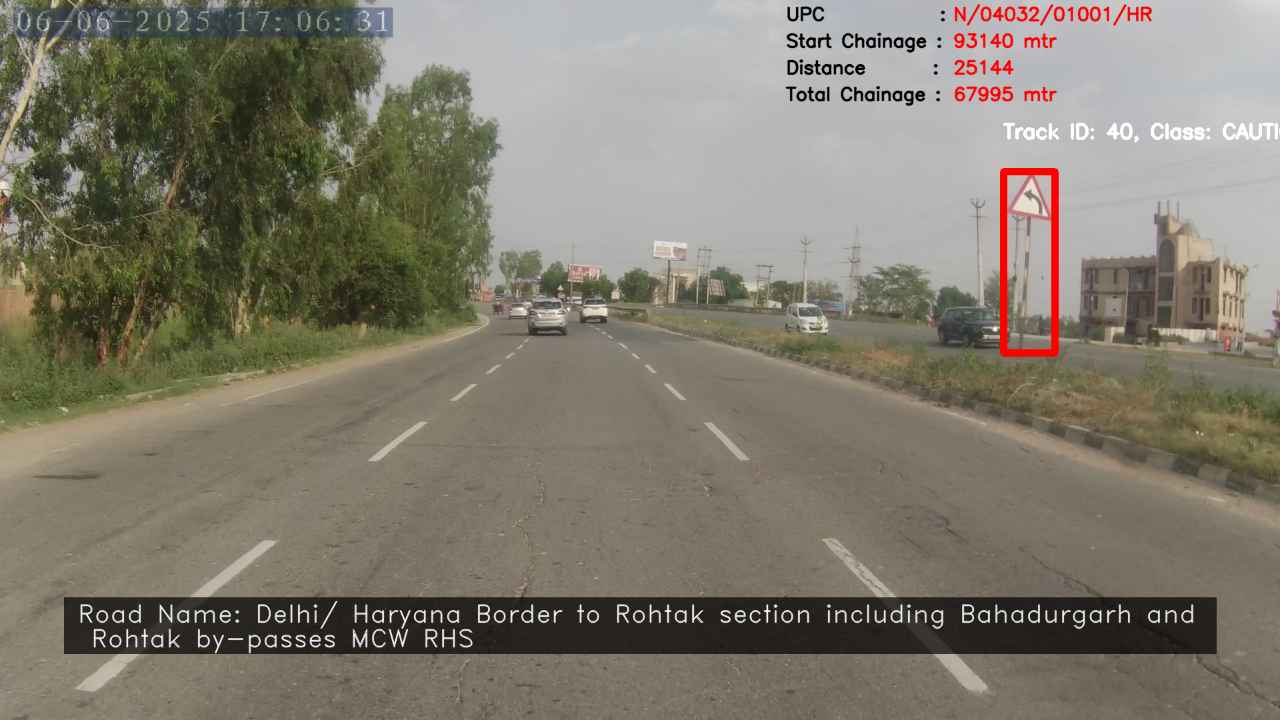 06-06-2025 17:06:31
UPC : N/04032/01001/HR
Start Chainage : 93140 mtr
Distance : 25144
Total Chainage : 67995 mtr
Track ID: 40, Class: CAUTI
Road Name: Delhi/ Haryana Border to Rohtak section including Bahadurgarh and
Rohtak by-passes MCW RHS